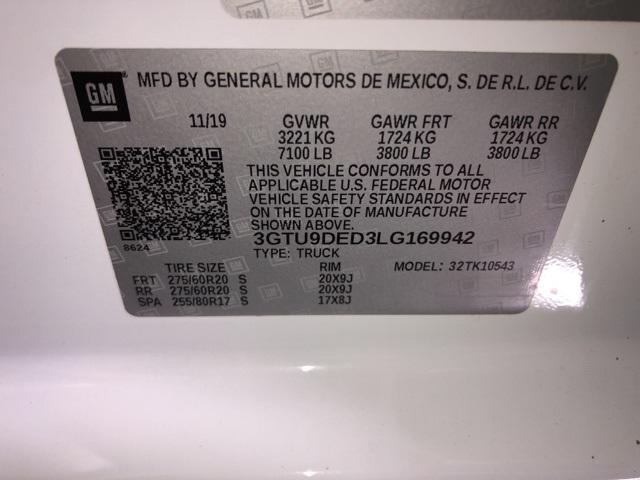 GM
GM MFD BY GENERAL MOTORS DE MEXICO, S. DE R.L. DE C.V.
11/19 GVWR GAWR FRT GAWR RR
3221 KG 1724 KG 1724 KG
7100 LB 3800 LB 3800 LB
THIS VEHICLE CONFORMS TO ALL
APPLICABLE U.S. FEDERAL MOTOR
VEHICLE SAFETY STANDARDS IN EFFECT
ON THE DATE OF MANUFACTURE
SHOWN ABOVE.
8624 3GTU9DED3LG169942
TYPE: TRUCK MODEL: 32TK10543
TIRE SIZE RIM
FRT 275/60R20 S 20X9J
RR 275/60R20 S 20X9J
SPA 255/80R17 S 17X8J